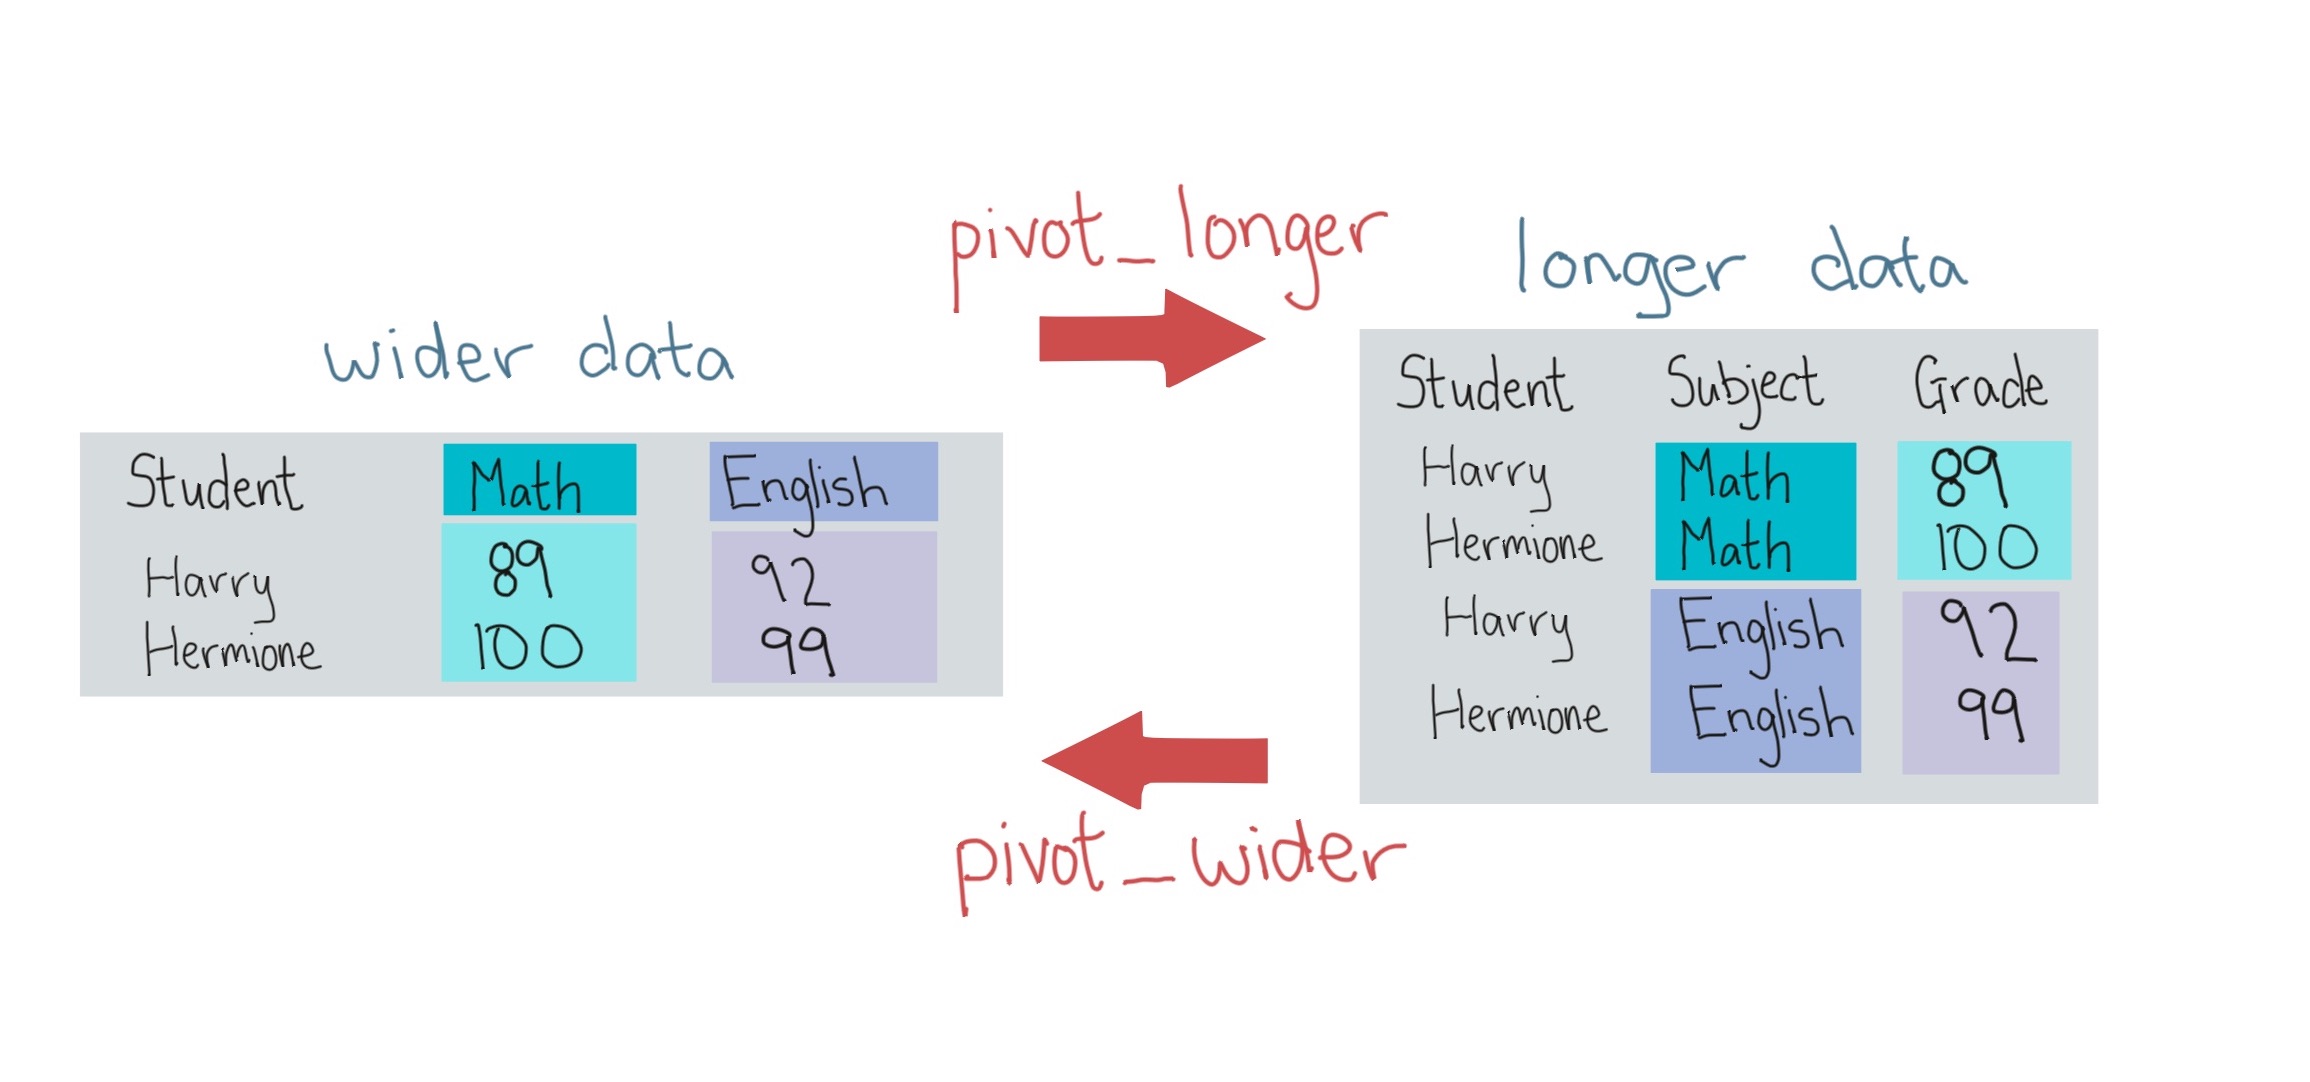 pivot_longer
wider data
Student Math English
Harry 89 92
Hermione 100 99
longer data
Student Subject Grade
Harry Math 89
Hermione Math 100
Harry English 92
Hermione English 99
pivot_wider